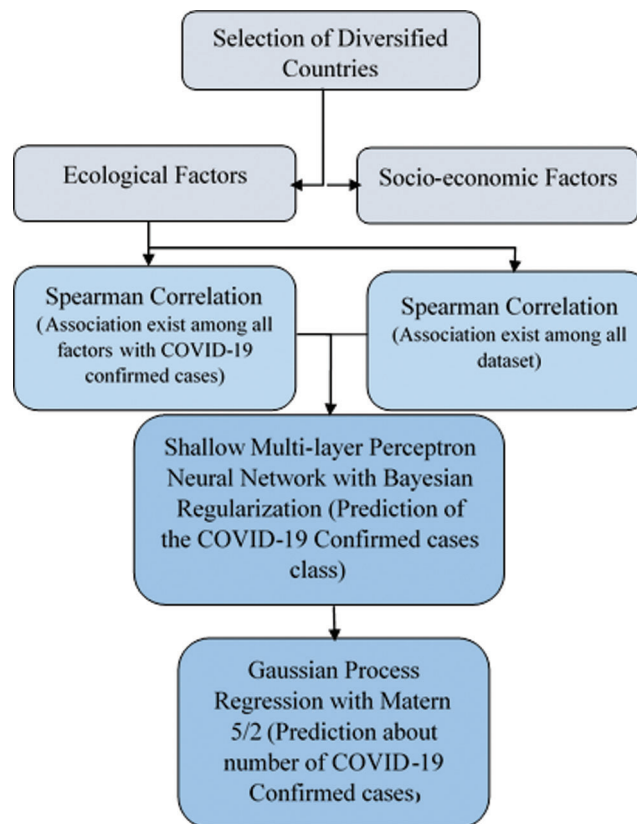 Selection of Diversified
Countries
Ecological Factors
Socio-economic Factors
Spearman Correlation
(Association exist among all
factors with COVID-19
confirmed cases)
Spearman Correlation
(Association exist among all
dataset)
Shallow Multi-layer Perceptron
Neural Network with Bayesian
Regularization (Prediction of
the COVID-19 Confirmed cases
class)
Gaussian Process
Regression with Matern
5/2 (Prediction about
number of COVID-19
Confirmed cases)